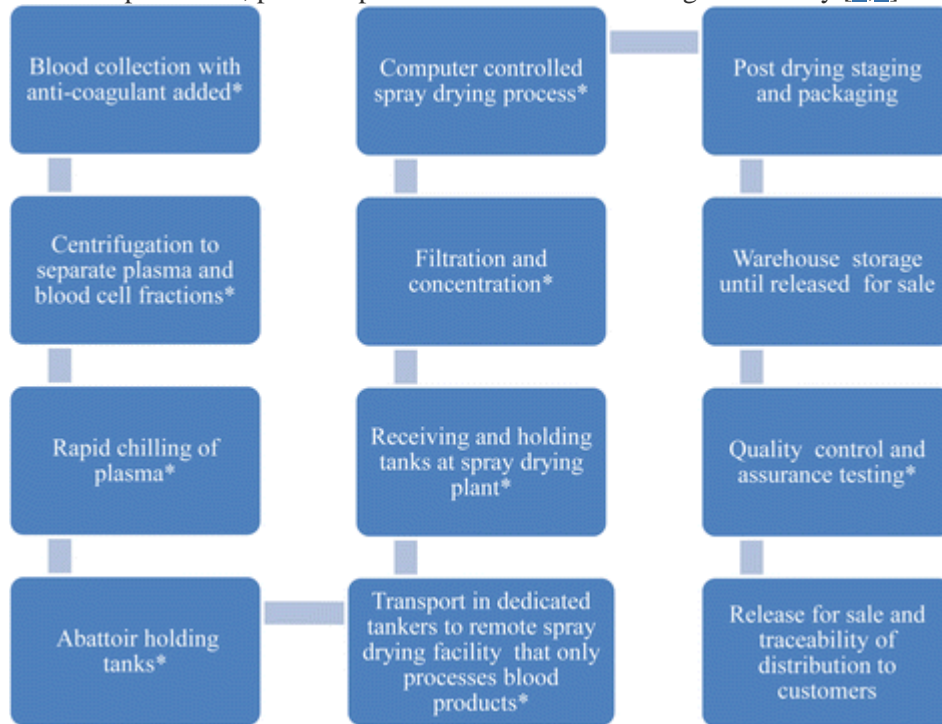 Blood collection with
anti-coagulant added*
Centrifugation to
separate plasma and
blood cell fractions*
Rapid chilling of
plasma*
Abattoir holding
tanks*
Transport in dedicated
tankers to remote spray
drying facility that only
processes blood
products*
Receiving and holding
tanks at spray drying
plant*
Filtration and
concentration*
Computer controlled
spray drying process*
Post drying staging
and packaging
Warehouse storage
until released for sale
Quality control and
assurance testing*
Release for sale and
traceability of
distribution to
customers